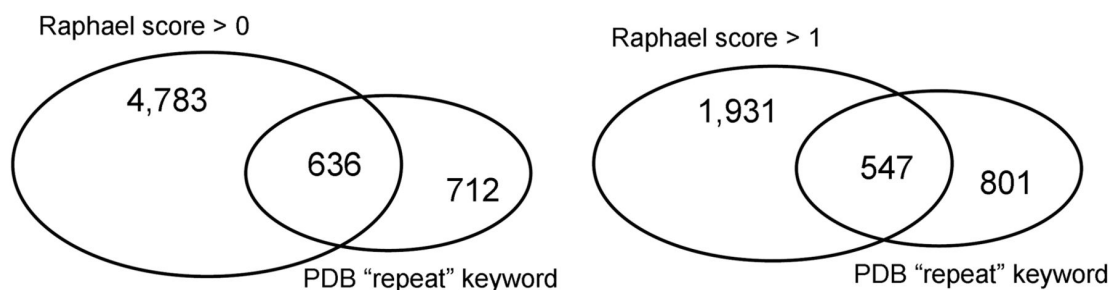 Raphael score > 0
4,783
636
712
PDB “repeat” keyword
Raphael score > 1
1,931
547
801
PDB “repeat” keyword